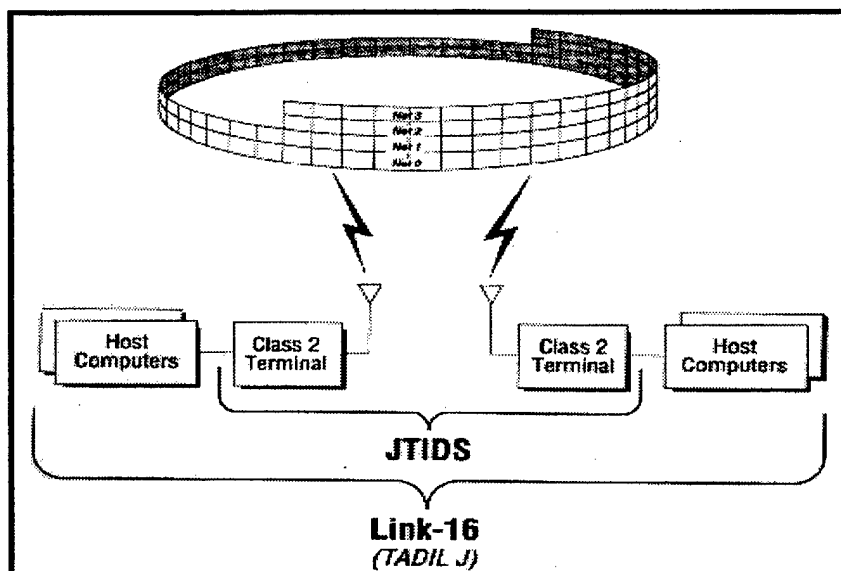 Net 3
Net 2
Net 1
Net 0
Host
Computers
Class 2
Terminal
Class 2
Terminal
Host
Computers
JTIDS
Link-16
(TADIL J)